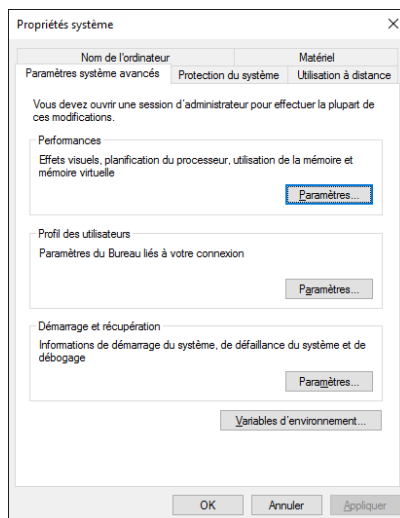 Propriétés système
Nom de l'ordinateur
Matériel
Paramètres système avancés
Protection du système
Utilisation à distance
Vous devez ouvrir une session d'administrateur pour effectuer la plupart de
ces modifications.
Performances
Effets visuels, planification du processeur, utilisation de la mémoire et
mémoire virtuelle
Paramètres...
Profil des utilisateurs
Paramètres du Bureau liés à votre connexion
Paramètres...
Démarrage et récupération
Informations de démarrage du système, de défaillance du système et de
débogage
Paramètres...
Variables d'environnement...
OK
Annuler
Appliquer